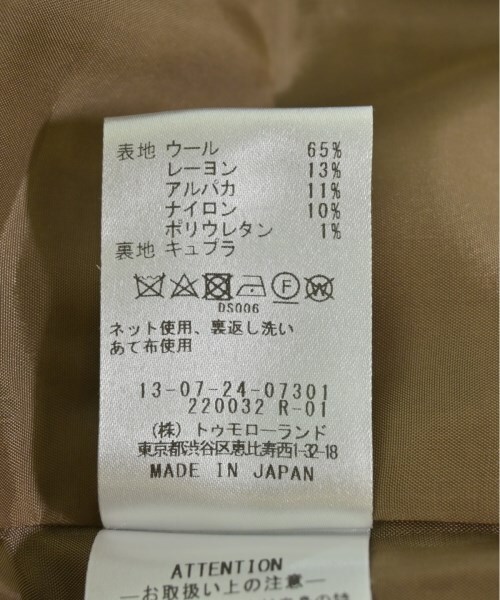 表地 ウール 65%
レーヨン 13%
アルパカ 11%
ナイロン 10%
ポリウレタン 1%
裏地 キュプラ
F W
DS006
ネット使用、裏返し洗い
あて布使用
13-07-24-07301
220032 R-01
(株) トゥモローランド
東京都渋谷区恵比寿西1-32-18
MADE IN JAPAN
ATTENTION
―お取扱い上の注意―